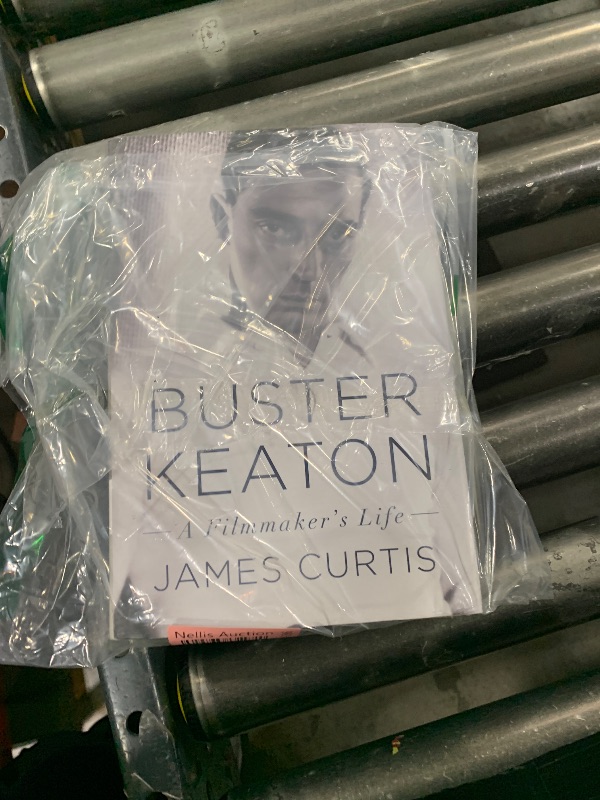 BUSTER
KEATON
A Filmmaker's Life
JAMES CURTIS
Nellis Auction